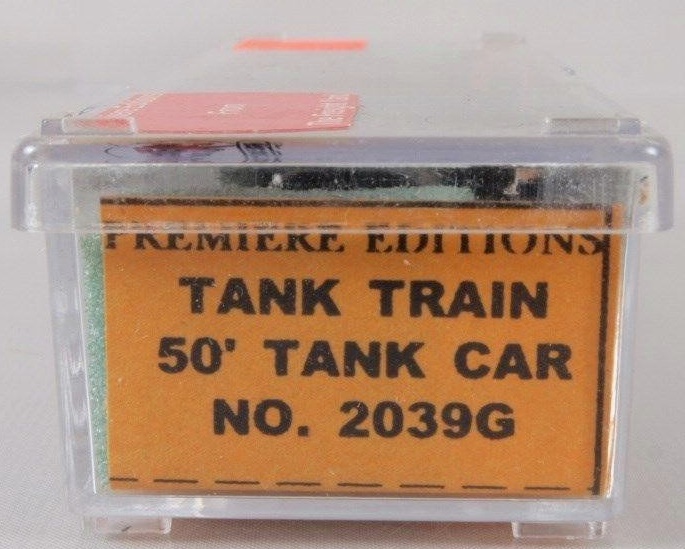 PREMIERE EDITIONS
TANK TRAIN
50' TANK CAR
NO. 2039G